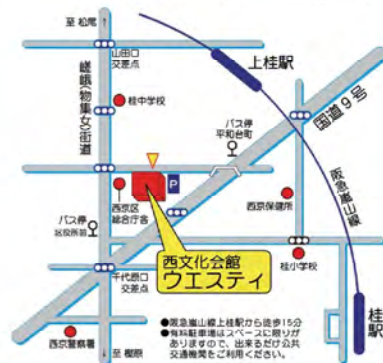 至 松尾
山田口
交差点
上桂駅
嵯峨(物集女)街道
桂中学校
バス停
平和台町
国道9号
阪急嵐山線
P
西京区
総合庁舎
西京保健所
バス停
区役所前
西文化会館
ウエスティ
千代原口
交差点
桂小学校
桂駅
西京警察署
至 樫原
●阪急嵐山線上桂駅から徒歩15分
●有料駐車場はスペースに限りが
ありますので、出来るだけ公共
交通機関をご利用ください。